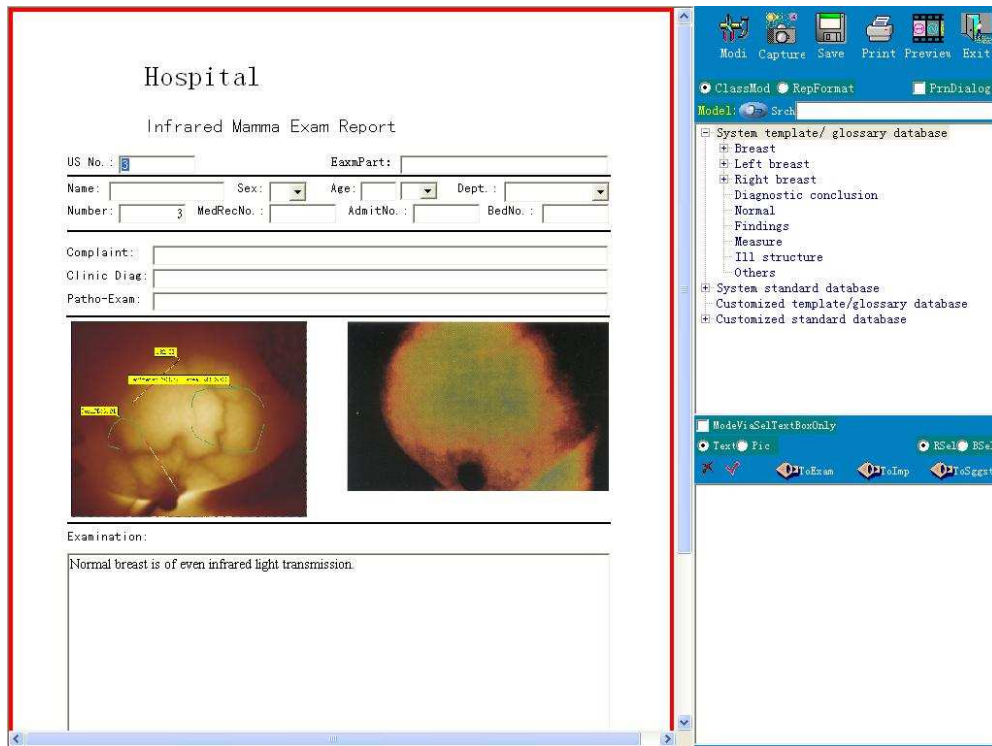 Hospital
Infrared Mamma Exam Report
US No.: 3 EaxmPart:
Name: Sex: Age: Dept.:
Number: 3 MedRecNo.: AdmitNo.: BedNo.:
Complaint:
Clinic Diag:
Patho-Exam:
Examination:
Normal breast is of even infrared light transmission.
Modi Capture Save Print Preview Exit
ClassMod RepFormat PrnDialog
Model: Srch
System template/ glossary database
Breast
Left breast
Right breast
Diagnostic conclusion
Normal
Findings
Measure
Ill structure
Others
System standard database
Customized template/glossary database
Customized standard database
ModeViaSelTextBoxOnly
Text Pic RSel BSel
ToExam ToImp ToSggst